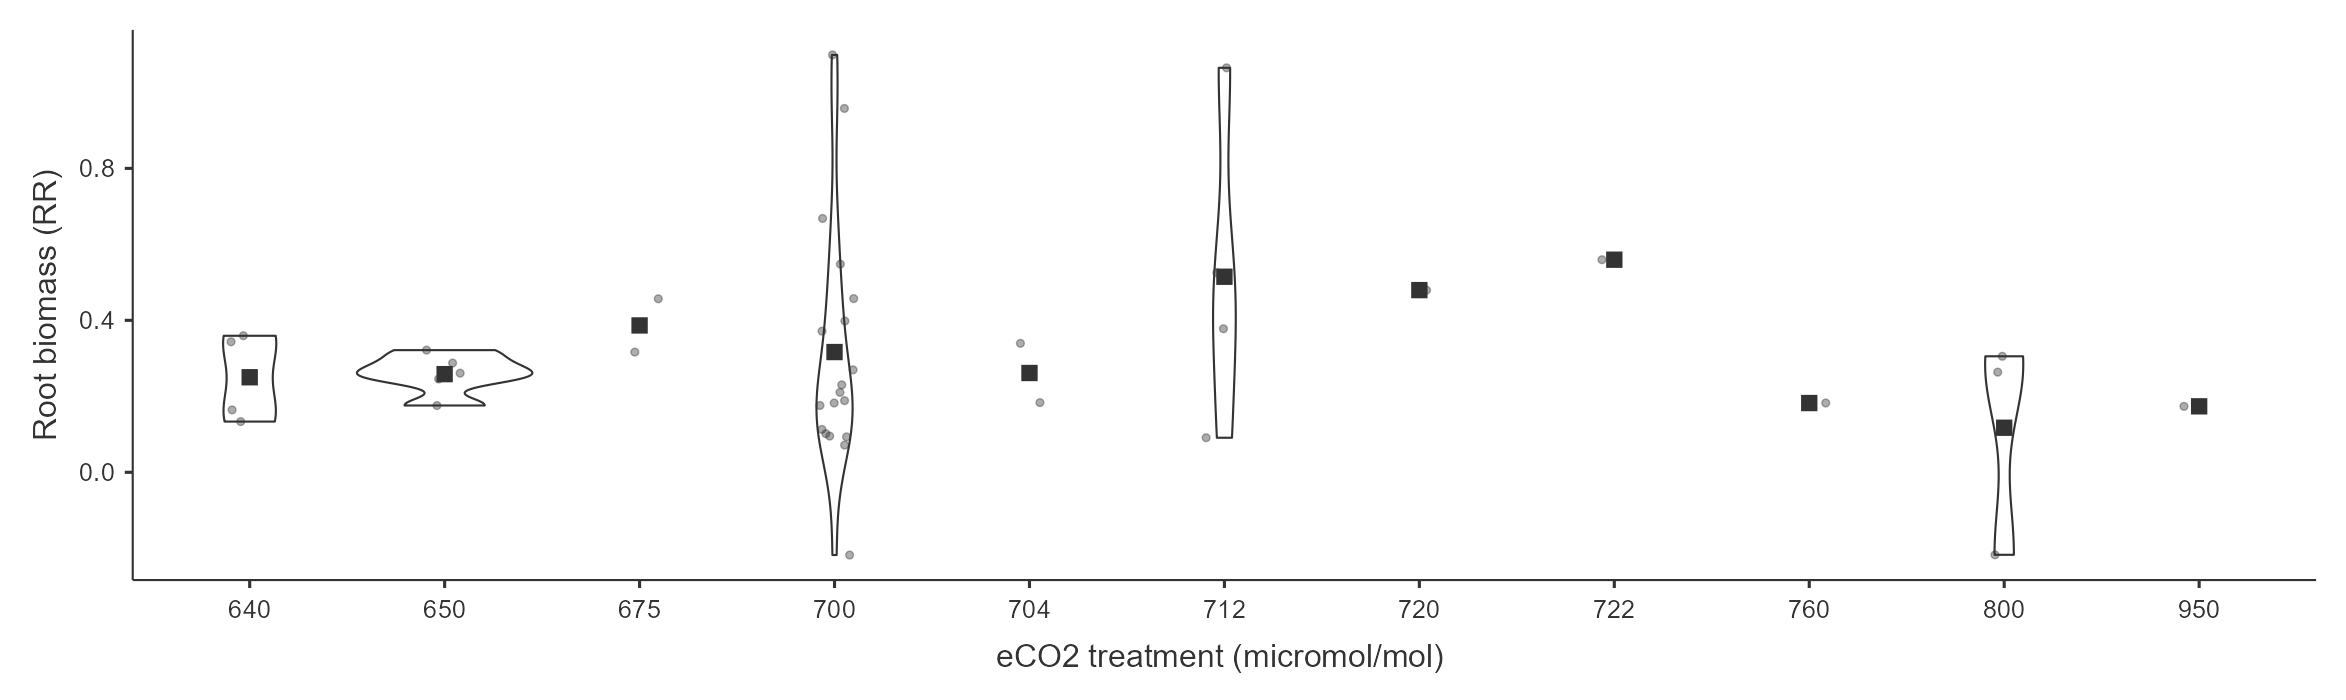 Root biomass (RR)
0.8
0.4
0.0
640 650 675 700 704 712 720 722 760 800 950
eCO2 treatment (micromol/mol)